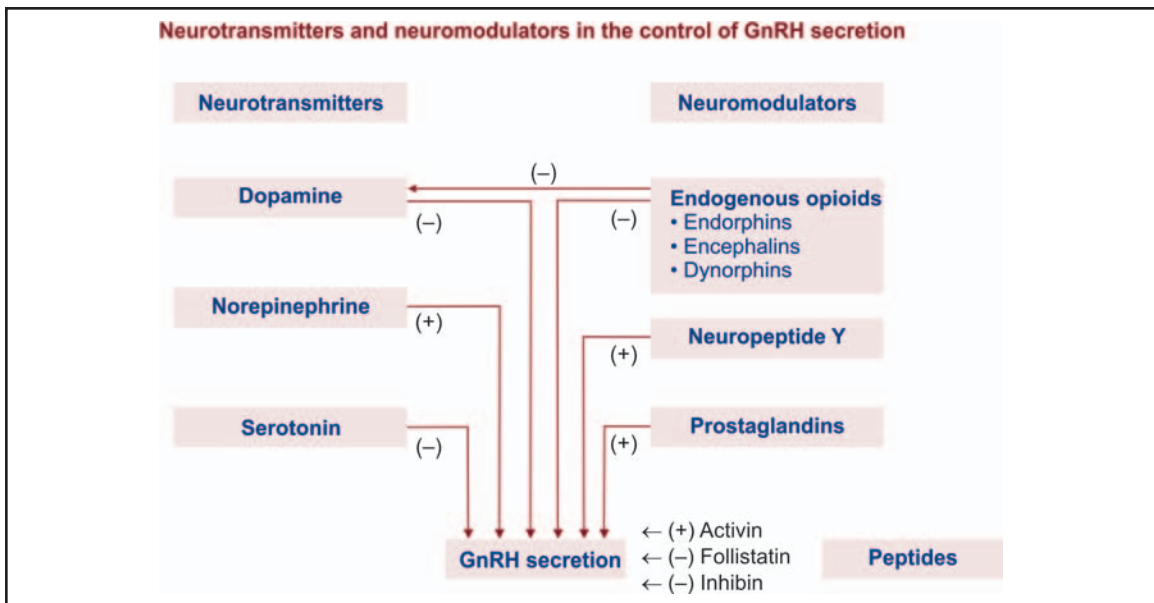 Neurotransmitters and neuromodulators in the control of GnRH secretion
Neurotransmitters
Neuromodulators
(–)
Dopamine
(–)
(–)
Endogenous opioids
• Endorphins
• Encephalins
• Dynorphins
Norepinephrine
(+)
Neuropeptide Y
(+)
Serotonin
(–)
Prostaglandins
(+)
GnRH secretion
← (+) Activin
← (–) Follistatin
← (–) Inhibin
Peptides